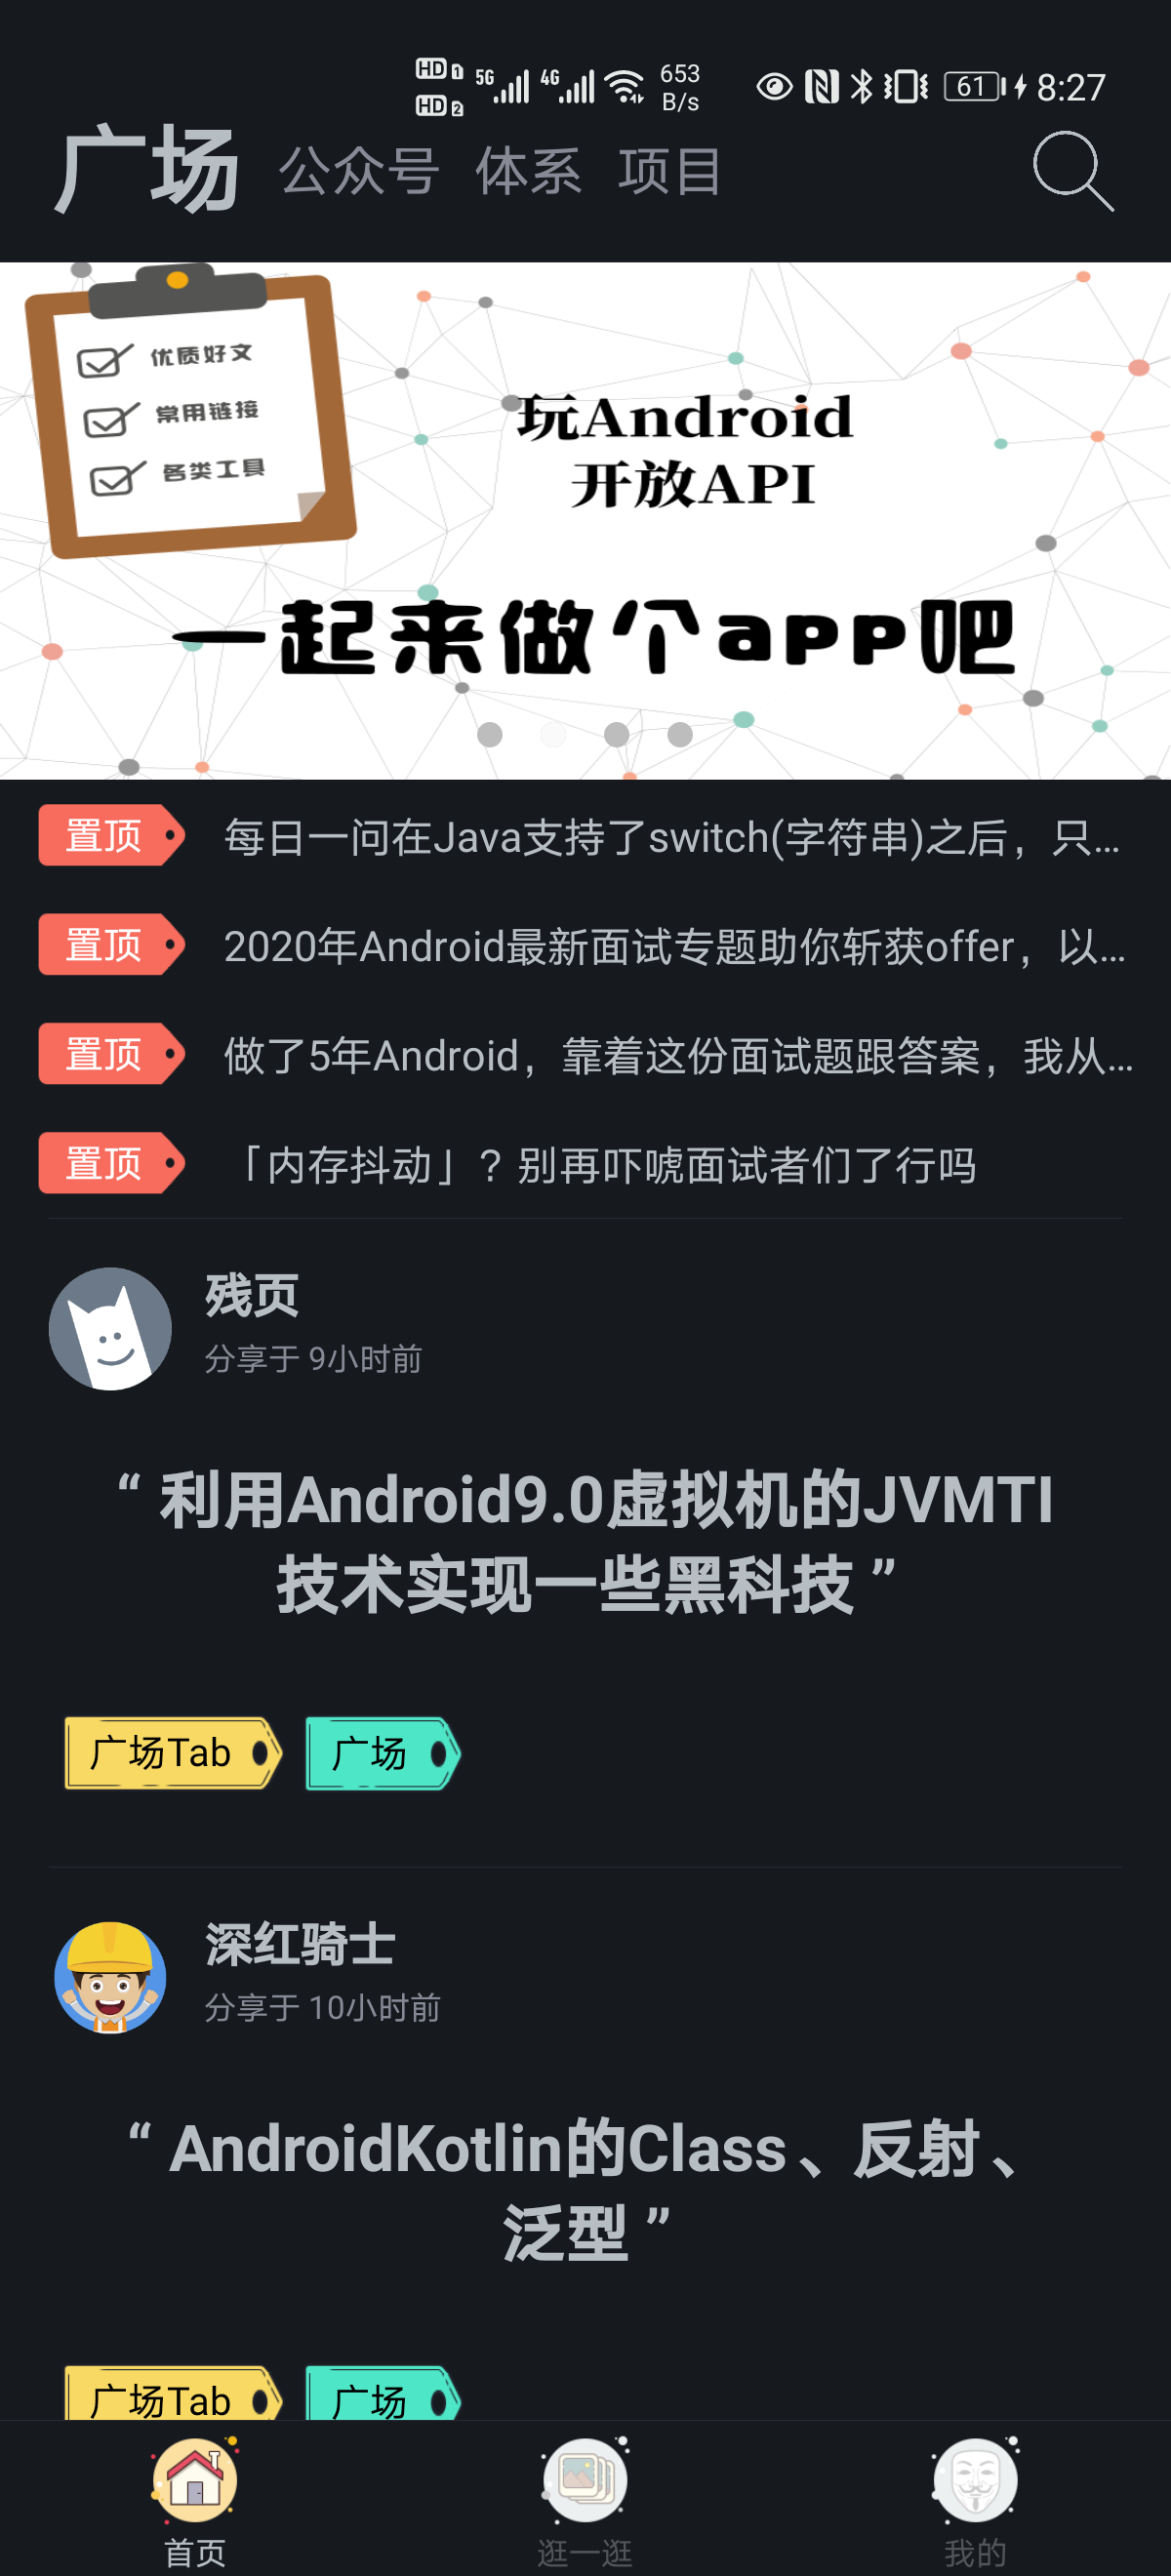 HD 1 5G 4G 653 61 8:27
HD 2 B/s
广场 公众号 体系 项目
优质好文
常用链接
各类工具
玩Android
开放API
一起来做个app吧
置顶 每日一问在Java支持了switch(字符串)之后，只...
置顶 2020年Android最新面试专题助你斩获offer，以...
置顶 做了5年Android，靠着这份面试题跟答案，我从...
置顶 「内存抖动」？别再吓唬面试者们了行吗
残页
分享于 9小时前
“ 利用Android9.0虚拟机的JVMTI
技术实现一些黑科技 ”
广场Tab 广场
深红骑士
分享于 10小时前
“ AndroidKotlin的Class、反射、
泛型 ”
广场Tab 广场
首页 逛一逛 我的